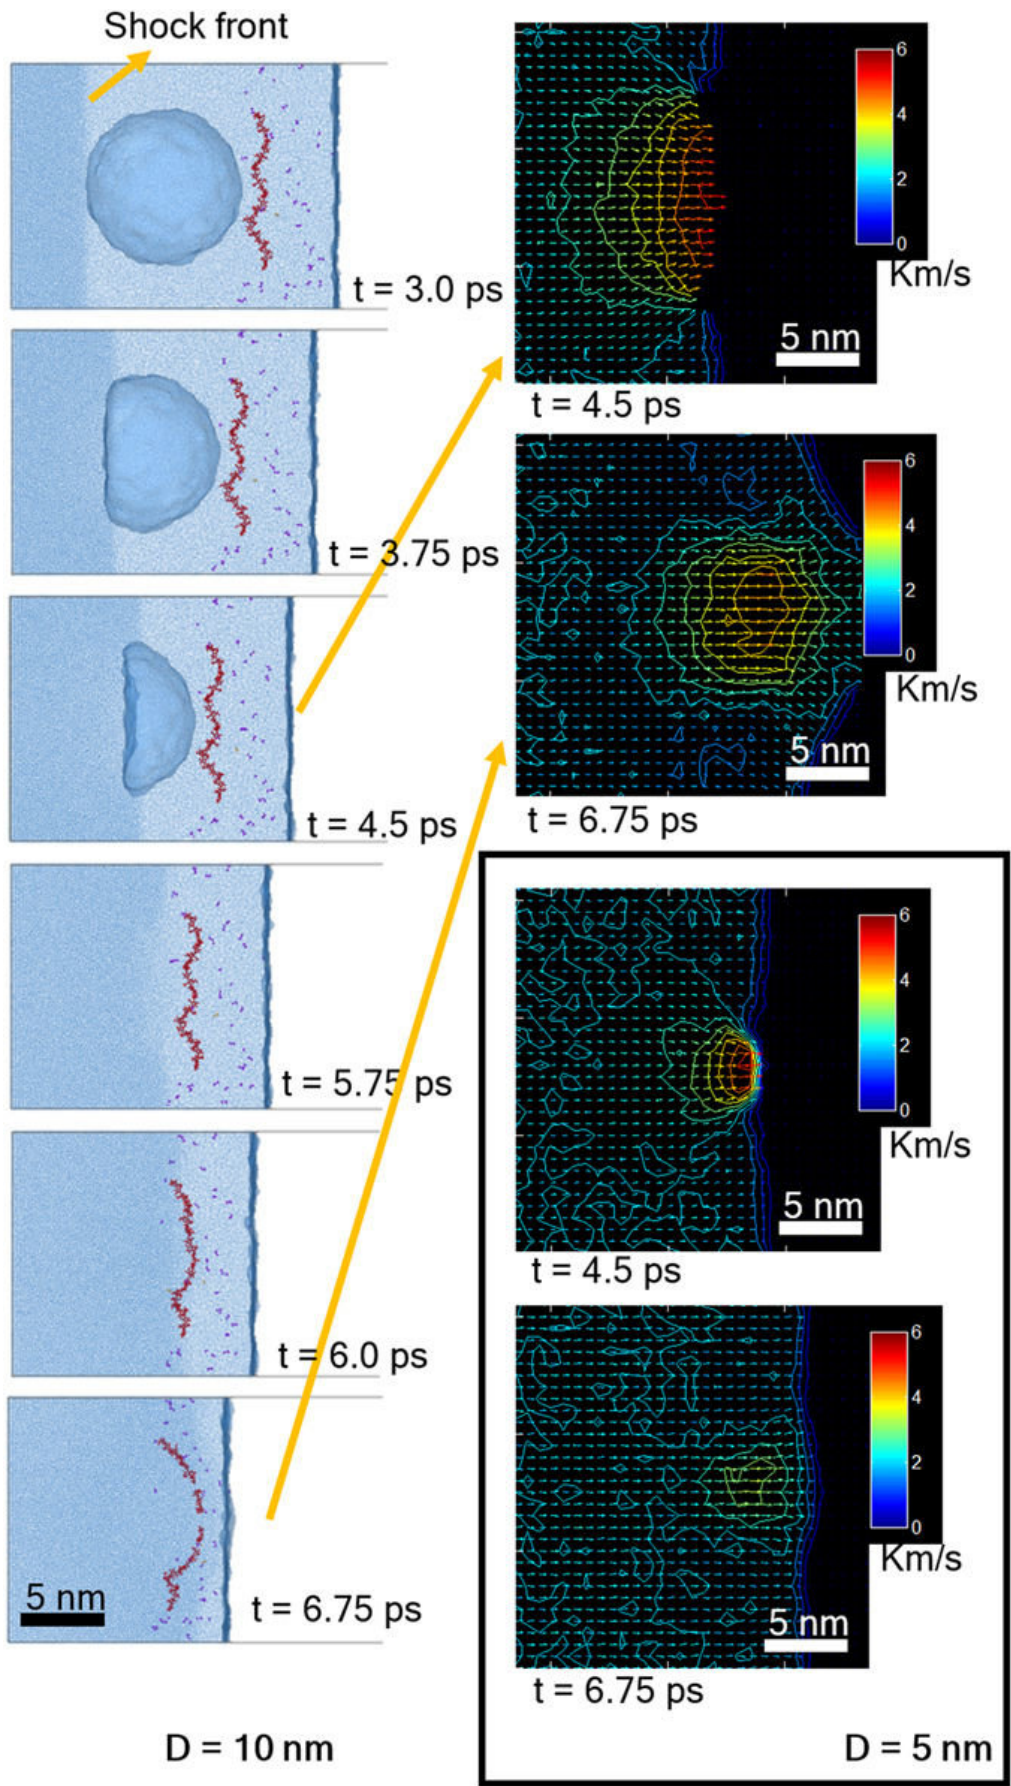 Shock front
t = 3.0 ps
t = 3.75 ps
t = 4.5 ps
t = 5.75 ps
t = 6.0 ps
5 nm
t = 6.75 ps
D = 10 nm
6
4
2
0
Km/s
5 nm
t = 4.5 ps
6
4
2
0
Km/s
5 nm
t = 6.75 ps
6
4
2
0
Km/s
5 nm
t = 4.5 ps
6
4
2
0
Km/s
5 nm
t = 6.75 ps
D = 5 nm